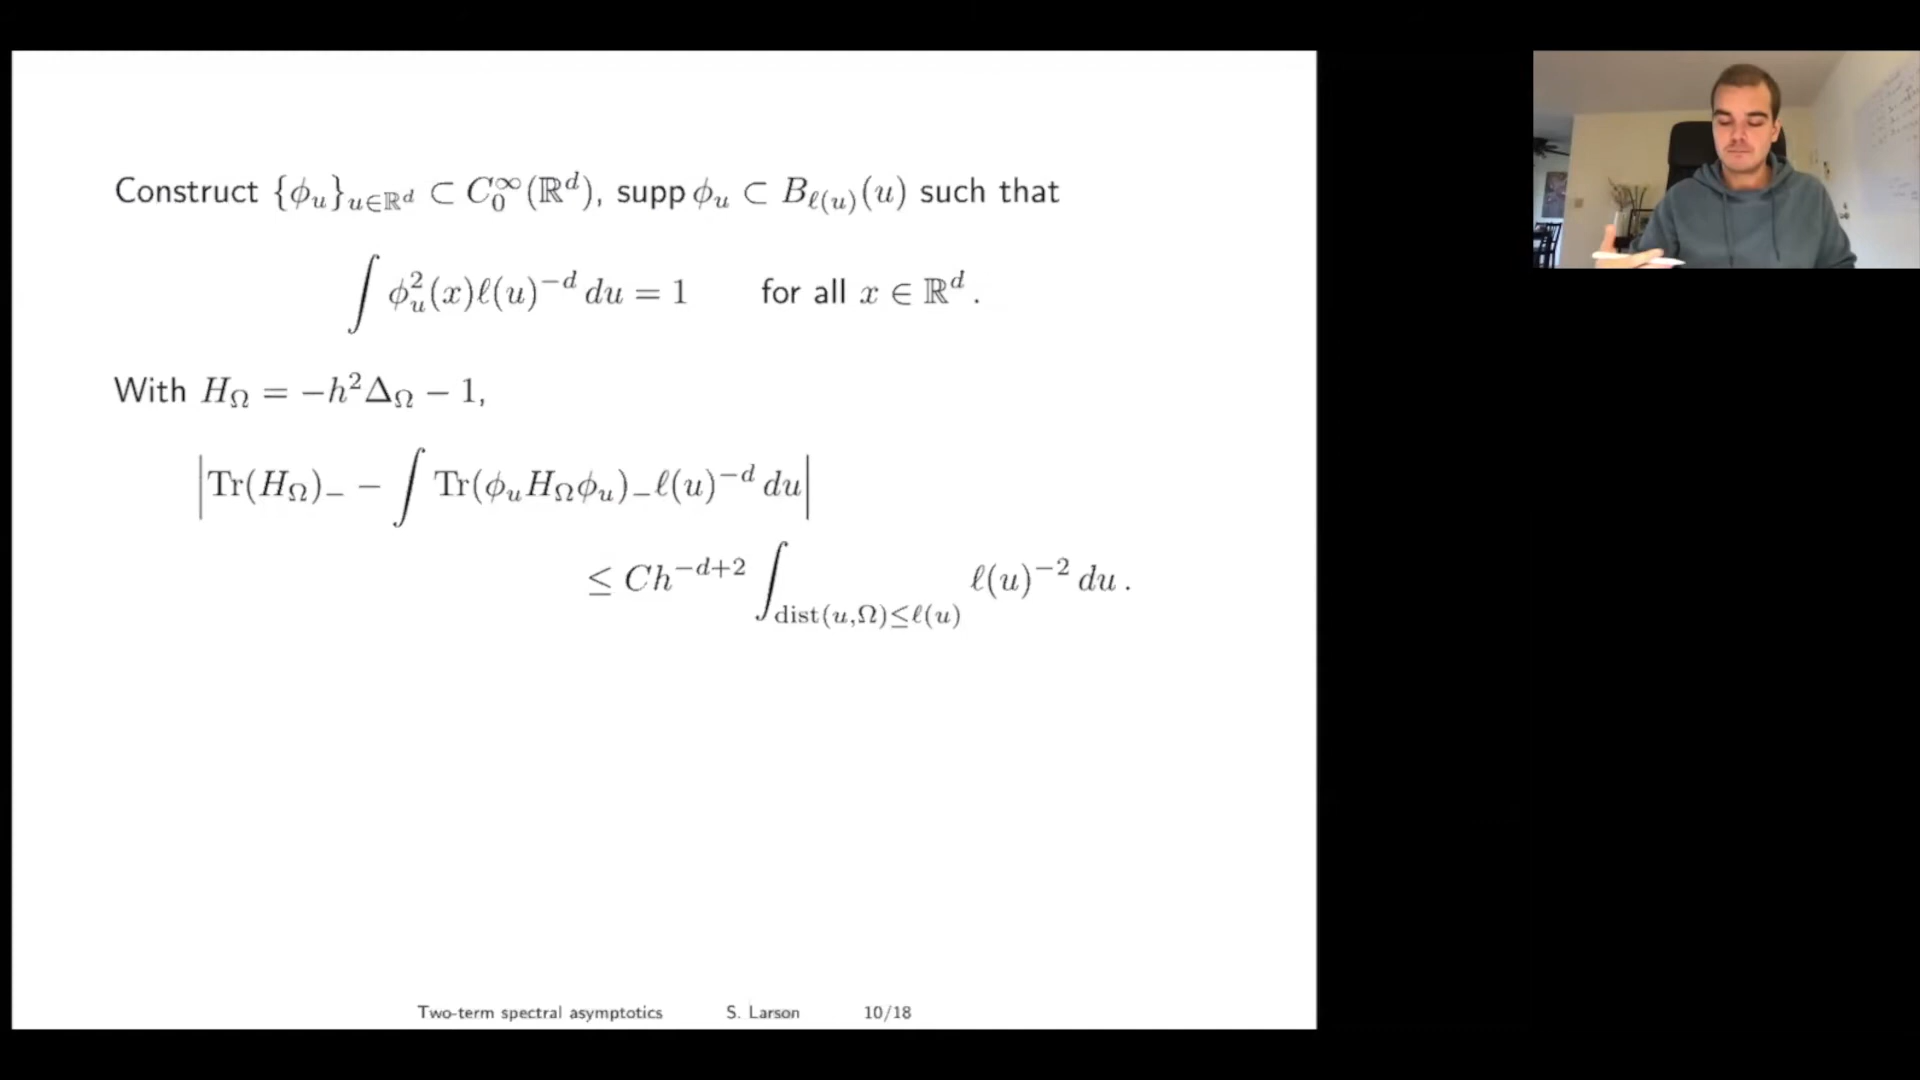 Construct {ϕ_u}_{u∈ℝ^d} ⊂ C_0^∞(ℝ^d), supp ϕ_u ⊂ B_{ℓ(u)}(u) such that
∫ ϕ_u^2(x)ℓ(u)^{−d} du = 1 for all x ∈ ℝ^d .
With H_Ω = −h^2Δ_Ω − 1,
|Tr(H_Ω)_− − ∫ Tr(ϕ_u H_Ω ϕ_u)_− ℓ(u)^{−d} du|
≤ Ch^{−d+2} ∫_{dist(u,Ω)≤ℓ(u)} ℓ(u)^{−2} du .
Two-term spectral asymptotics S. Larson 10/18